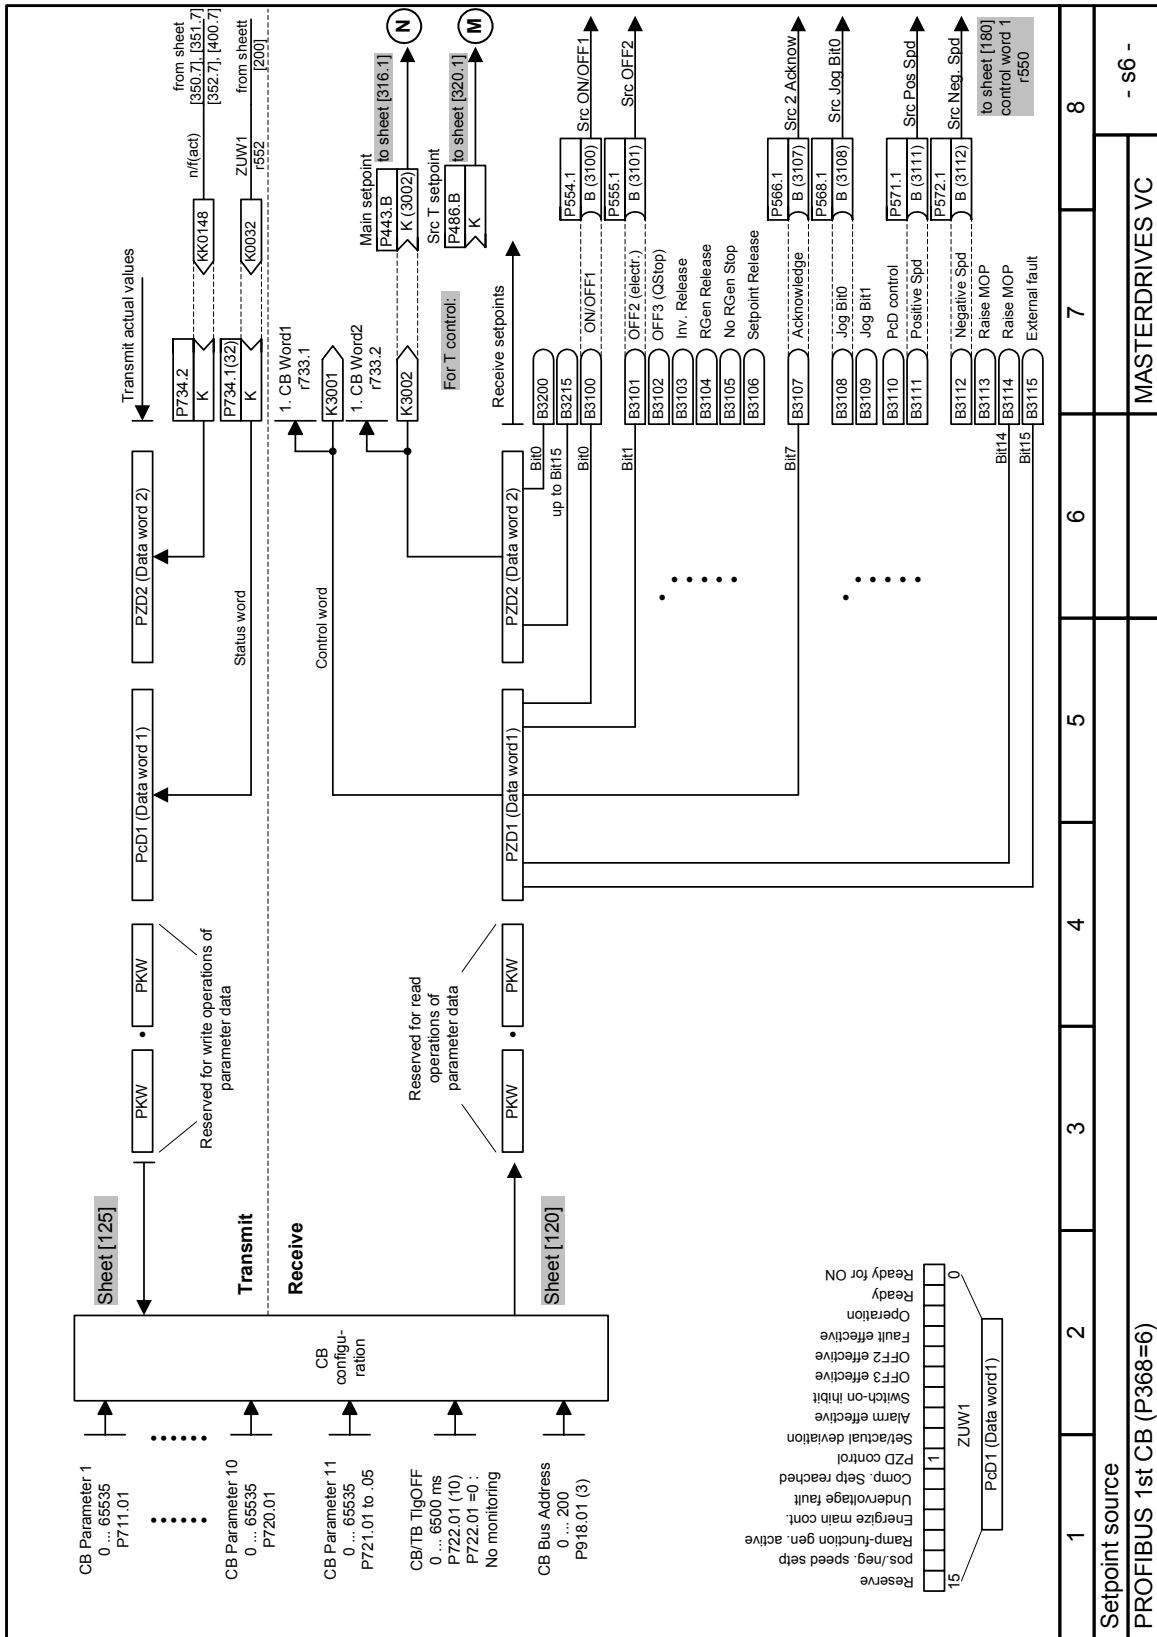 CB Parameter 1
0 ... 65535
P711.01
CB Parameter 10
0 ... 65535
P720.01
CB Parameter 11
0 ... 65535
P721.01 to .05
CB/TB TlgOFF
0 ... 6500 ms
P722.01 (10)
P722.01 =0 :
No monitoring
CB Bus Address
0 ... 200
P918.01 (3)
CB
configu-
ration
Sheet [125]
Transmit
Receive
Sheet [120]
PKW
PKW
Reserved for write operations of
parameter data
PcD1 (Data word 1)
PZD2 (Data word 2)
Status word
Transmit actual values
P734.2
K
KK0148
n/f(act)
from sheet
[350.7], [351.7]
[352.7], [400.7]
P734.1(32)
K
K0032
ZUW1
r552
from sheett
[200]
Control word
1. CB Word1
r733.1
K3001
1. CB Word2
r733.2
K3002
Main setpoint
P443.B
K (3002)
to sheet [316.1]
N
For T control:
Src T setpoint
P486.B
K
to sheet [320.1]
M
PKW
PKW
Reserved for read
operations of
parameter data
PZD1 (Data word1)
PZD2 (Data word 2)
Receive setpoints
Bit0
B3200
up to Bit15
B3215
Bit0
B3100
ON/OFF1
P554.1
B (3100)
Src ON/OFF1
Bit1
B3101
OFF2 (electr.)
P555.1
B (3101)
Src OFF2
B3102
OFF3 (QStop)
B3103
Inv. Release
B3104
RGen Release
B3105
No RGen Stop
B3106
Setpoint Release
Bit7
B3107
Acknowledge
P566.1
B (3107)
Src 2 Acknow
B3108
Jog Bit0
P568.1
B (3108)
Src Jog Bit0
B3109
Jog Bit1
B3110
PcD control
B3111
Positive Spd
P571.1
B (3111)
Src Pos Spd
B3112
Negative Spd
P572.1
B (3112)
Src Neg. Spd
B3113
Raise MOP
Bit14
B3114
Raise MOP
Bit15
B3115
External fault
to sheet [180]
control word 1
r550
Reserve
pos./neg. speed setp
Ramp-function gen. active
Energize main cont.
Undervoltage fault
Comp. Setp reached
PZD control
Set/actual deviation
Alarm effective
Switch-on ihibit
OFF3 effective
OFF2 effective
Fault effective
Operation
Ready
Ready for ON
1
15
ZUW1
0
PcD1 (Data word1)
1
2
3
4
5
6
7
8
Setpoint source
PROFIBUS 1st CB (P368=6)
MASTERDRIVES VC
- s6 -